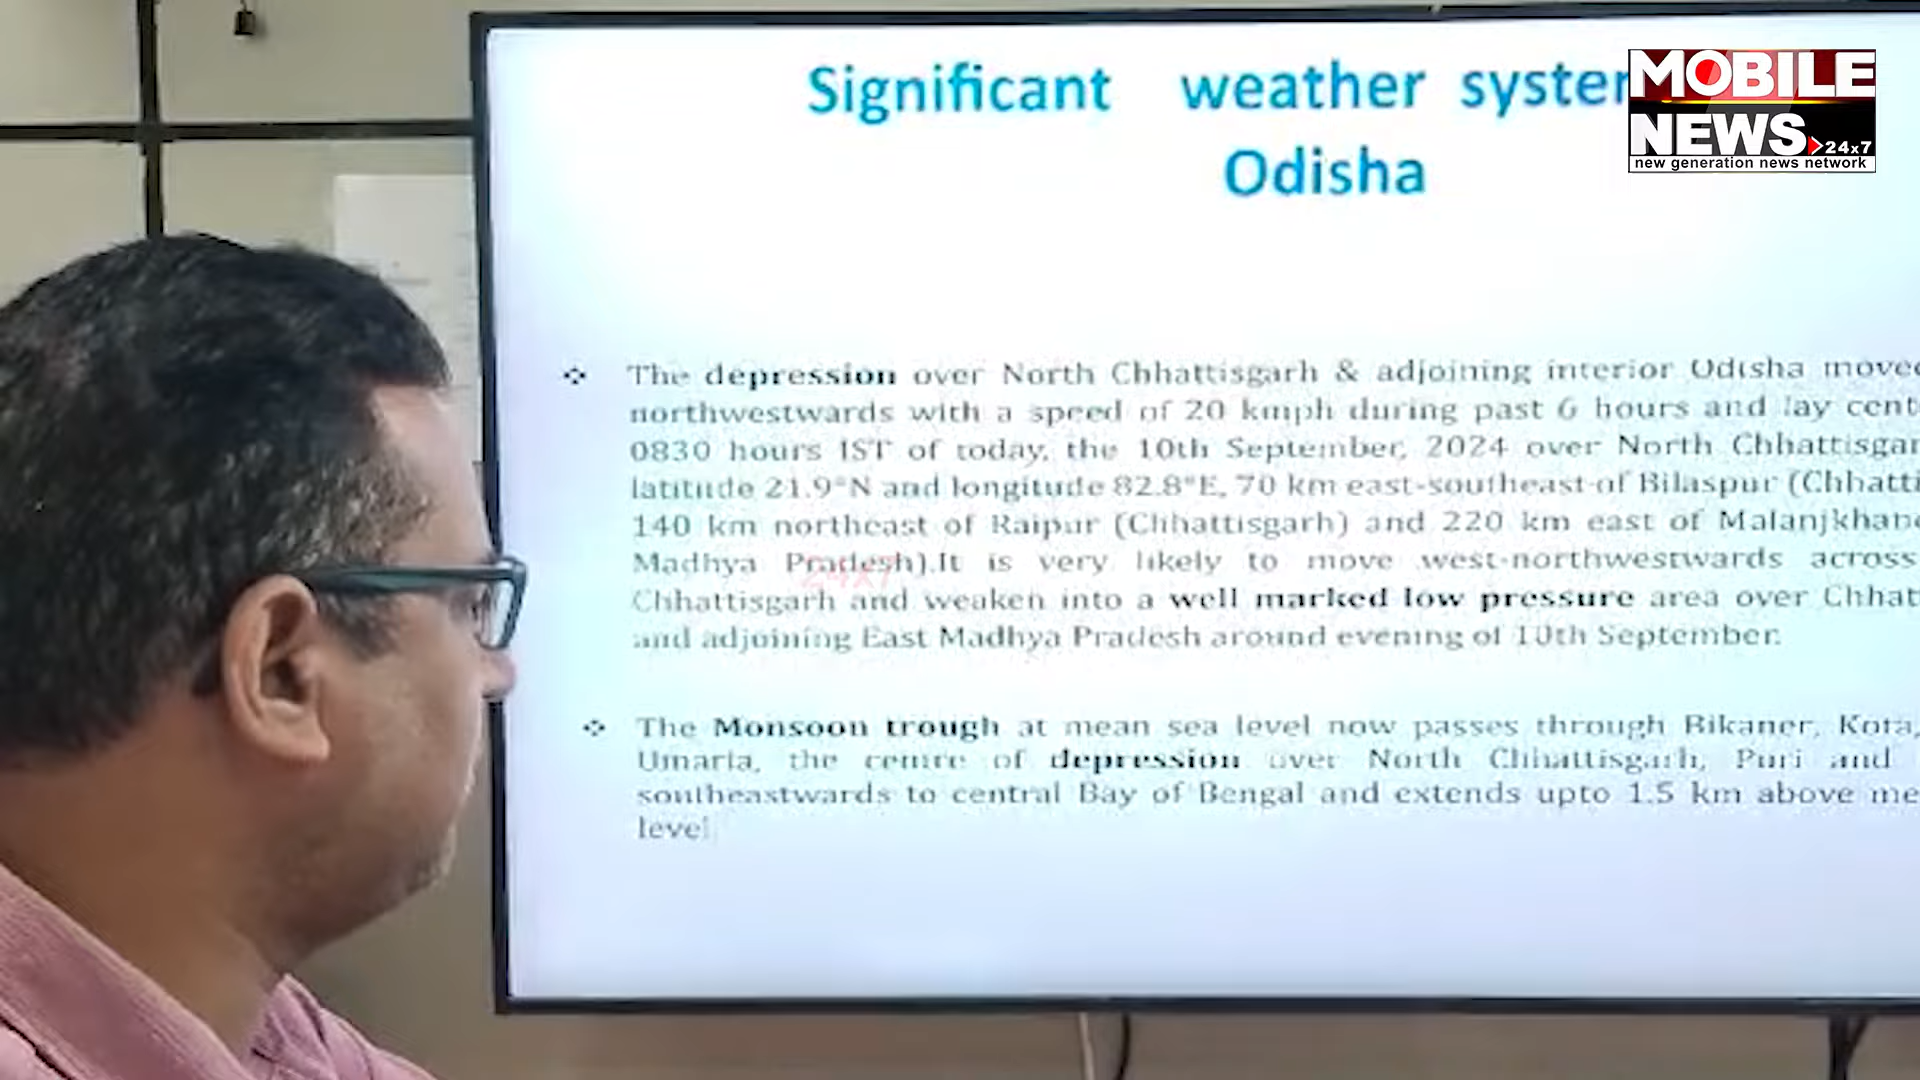 Significant weather system
Odisha
MOBILE
NEWS 24x7
new generation news network
The depression over North Chhattisgarh & adjoining interior Odisha moved
northwestwards with a speed of 20 kmph during past 6 hours and lay cent
0830 hours IST of today, the 10th September, 2024 over North Chhattisgar
latitude 21.9°N and longitude 82.8°E, 70 km east-southeast of Bilaspur (Chhatti
140 km northeast of Raipur (Chhattisgarh) and 220 km east of Malanjkhand
Madhya Pradesh).It is very likely to move west-northwestwards across
Chhattisgarh and weaken into a well marked low pressure area over Chhat
and adjoining East Madhya Pradesh around evening of 10th September.
The Monsoon trough at mean sea level now passes through Bikaner, Kota,
Umaria, the centre of depression over North Chhattisgarh, Puri and
southeastwards to central Bay of Bengal and extends upto 1.5 km above me
level